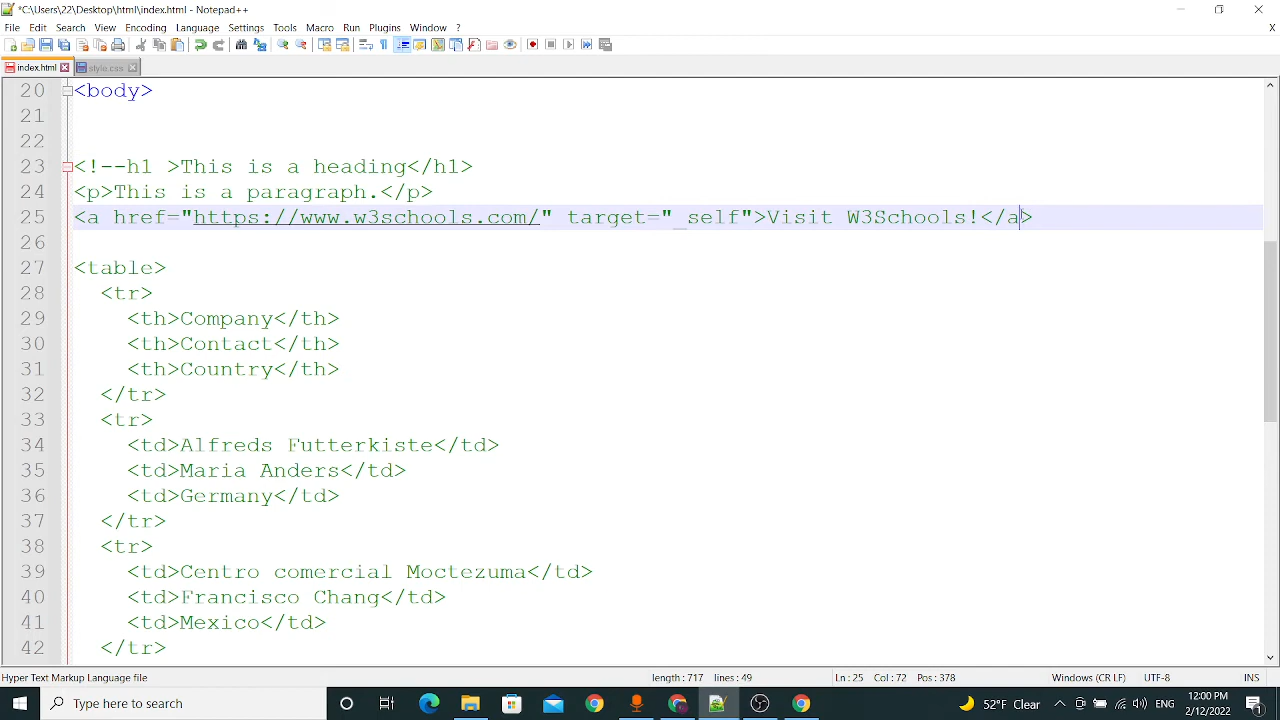 *C:\Users\22\Desktop\html\index.html - Notepad++
File Edit Search View Encoding Language Settings Tools Macro Run Plugins Window ? X
index.html style.css
20 <body>
21
22
23 <!--h1 >This is a heading</h1>
24 <p>This is a paragraph.</p>
25 <a href="https://www.w3schools.com/" target="_self">Visit W3Schools!</a>
26
27 <table>
28 <tr>
29 <th>Company</th>
30 <th>Contact</th>
31 <th>Country</th>
32 </tr>
33 <tr>
34 <td>Alfreds Futterkiste</td>
35 <td>Maria Anders</td>
36 <td>Germany</td>
37 </tr>
38 <tr>
39 <td>Centro comercial Moctezuma</td>
40 <td>Francisco Chang</td>
41 <td>Mexico</td>
42 </tr>
Hyper Text Markup Language file length: 717 lines: 49 Ln: 25 Col: 72 Pos: 378 Windows (CR LF) UTF-8 INS
Type here to search 52°F Clear ENG 12:00 PM
2/12/2022